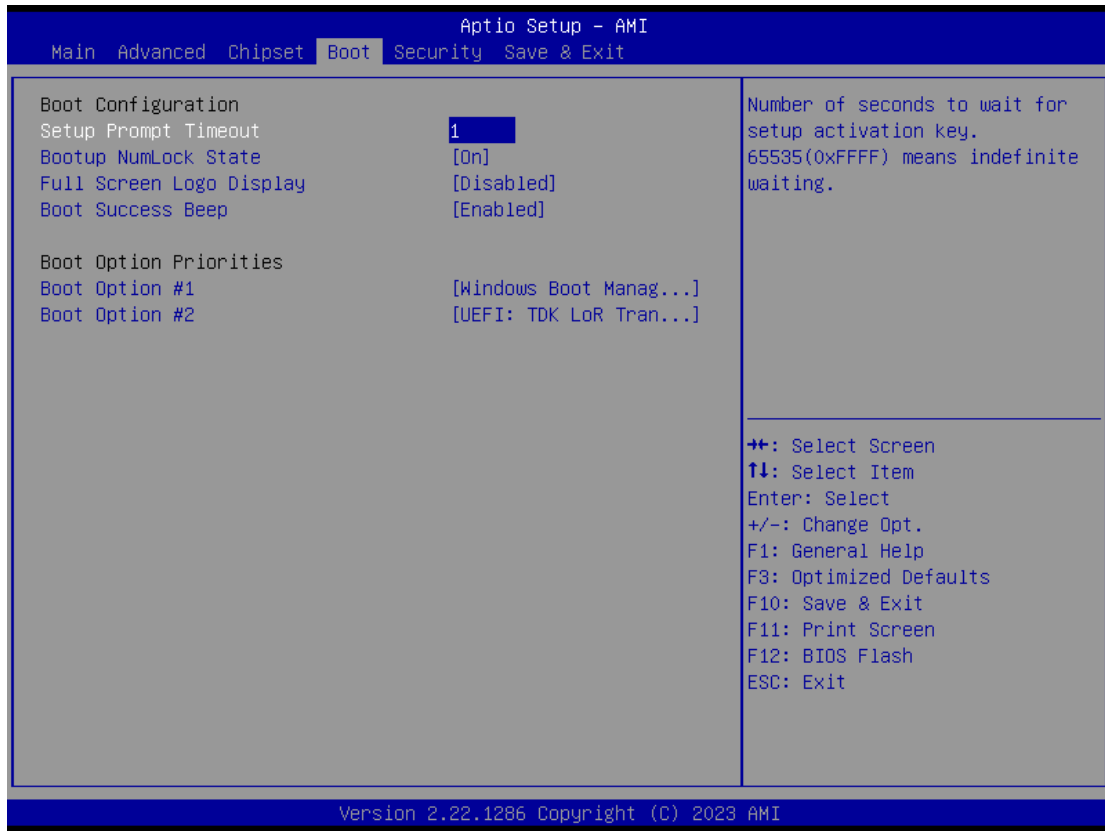 Aptio Setup – AMI
Main Advanced Chipset Boot Security Save & Exit
Boot Configuration
Setup Prompt Timeout 1
Bootup NumLock State [On]
Full Screen Logo Display [Disabled]
Boot Success Beep [Enabled]
Boot Option Priorities
Boot Option #1 [Windows Boot Manag...]
Boot Option #2 [UEFI: TDK LoR Tran...]
Number of seconds to wait for
setup activation key.
65535(0xFFFF) means indefinite
waiting.
→←: Select Screen
↑↓: Select Item
Enter: Select
+/-: Change Opt.
F1: General Help
F3: Optimized Defaults
F10: Save & Exit
F11: Print Screen
F12: BIOS Flash
ESC: Exit
Version 2.22.1286 Copyright (C) 2023 AMI